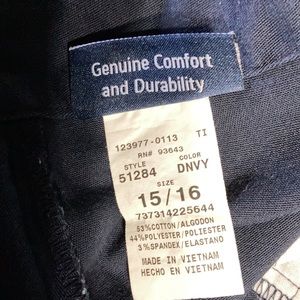 Genuine Comfort
and Durability
123977-0113 TI
RN# 93643
STYLE COLOR
51284 DNVY
SIZE
15/16
737314225644
53%COTTON/ALGODON
44%POLYESTER/POLIESTER
3%SPANDEX/ELASTANO
MADE IN VIETNAM
HECHO EN VIETNAM